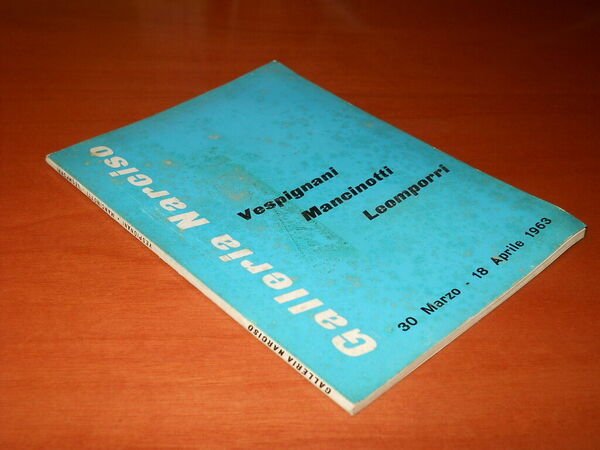 Galleria Narciso
Vespignani
Mancinotti
Leomporri
30 Marzo - 18 Aprile 1963
GALLERIA NARCISO